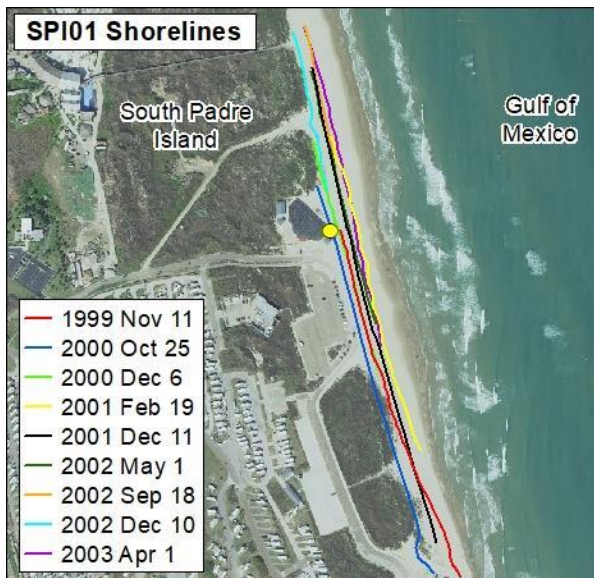 SPI01 Shorelines
South Padre
Island
Gulf of
Mexico
1999 Nov 11
2000 Oct 25
2000 Dec 6
2001 Feb 19
2001 Dec 11
2002 May 1
2002 Sep 18
2002 Dec 10
2003 Apr 1